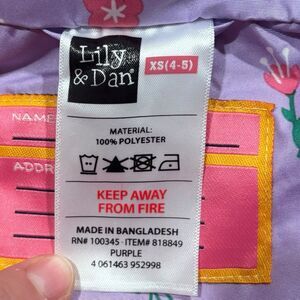 Lily
& Dan
XS(4-5)
NAME
MATERIAL:
100% POLYESTER
ADDR
KEEP AWAY
FROM FIRE
MADE IN BANGLADESH
RN# 100345 - ITEM# 818849
PURPLE
4 061463 952998